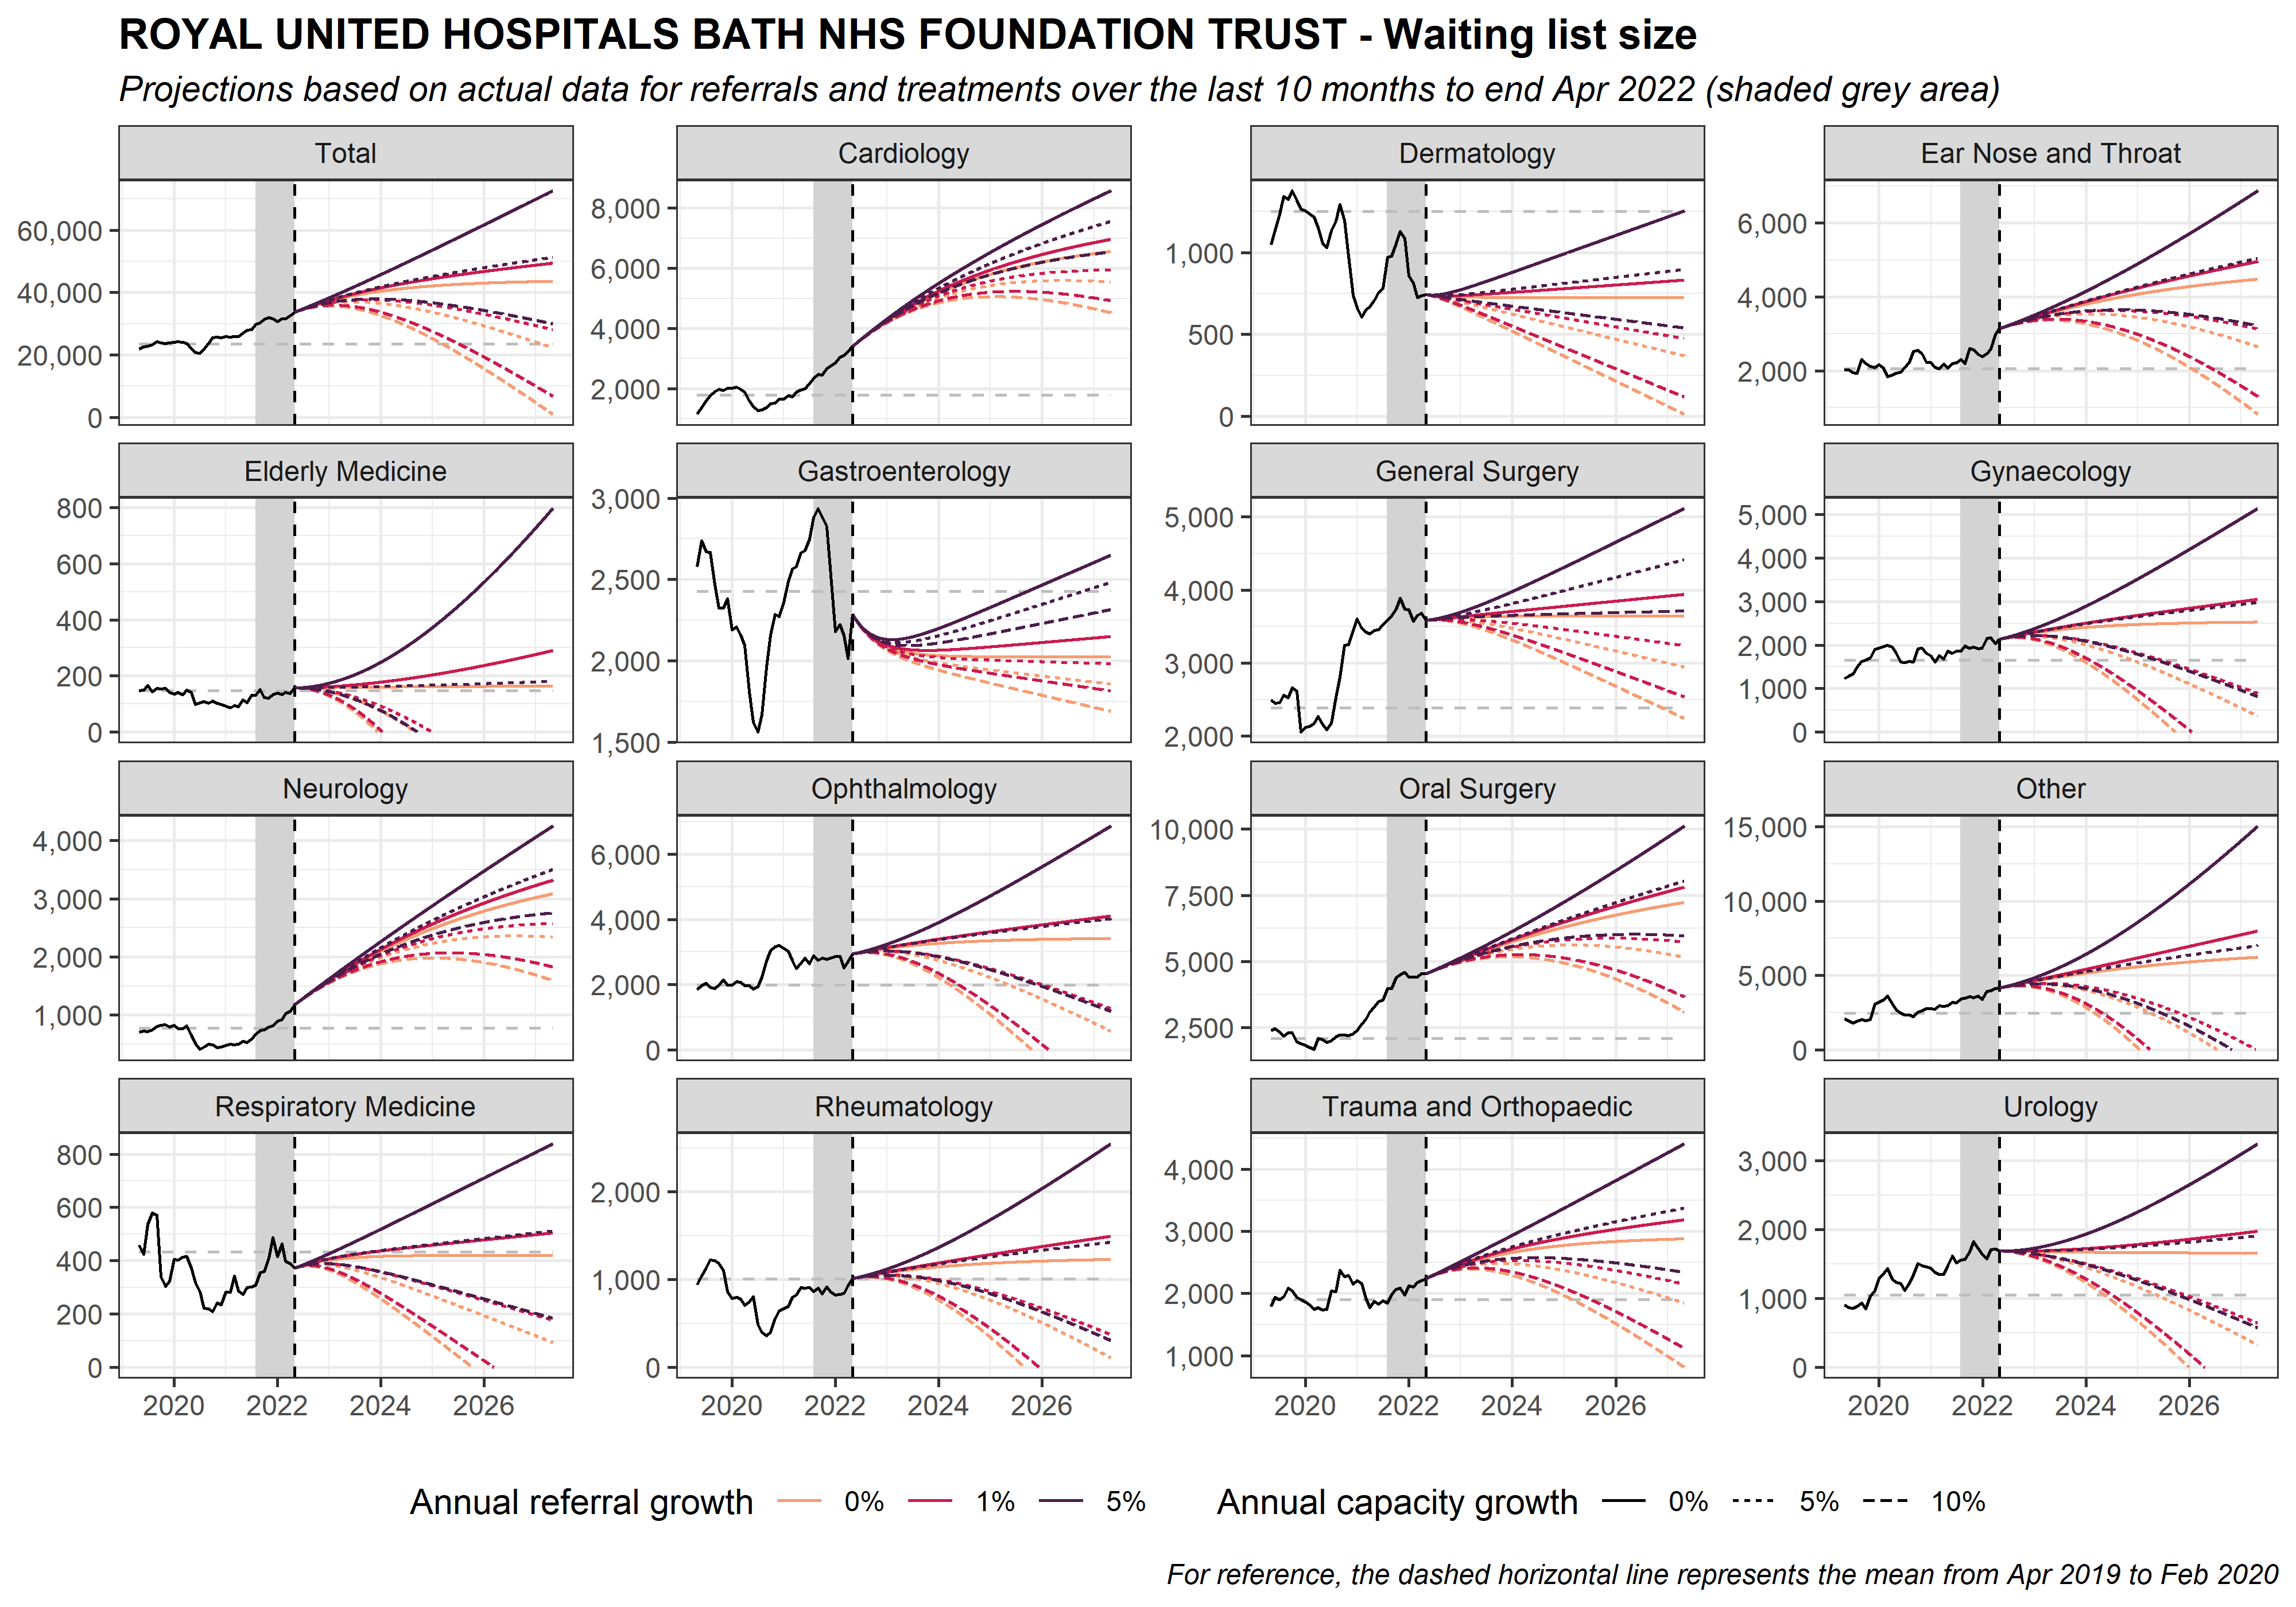 ROYAL UNITED HOSPITALS BATH NHS FOUNDATION TRUST - Waiting list size
Projections based on actual data for referrals and treatments over the last 10 months to end Apr 2022 (shaded grey area)
Total
60,000
40,000
20,000
0
Cardiology
8,000
6,000
4,000
2,000
Dermatology
1,000
500
0
Ear Nose and Throat
6,000
4,000
2,000
Elderly Medicine
800
600
400
200
0
Gastroenterology
3,000
2,500
2,000
1,500
General Surgery
5,000
4,000
3,000
2,000
Gynaecology
5,000
4,000
3,000
2,000
1,000
0
Neurology
4,000
3,000
2,000
1,000
Ophthalmology
6,000
4,000
2,000
0
Oral Surgery
10,000
7,500
5,000
2,500
Other
15,000
10,000
5,000
0
Respiratory Medicine
800
600
400
200
0
2020 2022 2024 2026
Rheumatology
2,000
1,000
0
2020 2022 2024 2026
Trauma and Orthopaedic
4,000
3,000
2,000
1,000
2020 2022 2024 2026
Urology
3,000
2,000
1,000
0
2020 2022 2024 2026
Annual referral growth 0% 1% 5% Annual capacity growth 0% 5% 10%
For reference, the dashed horizontal line represents the mean from Apr 2019 to Feb 2020